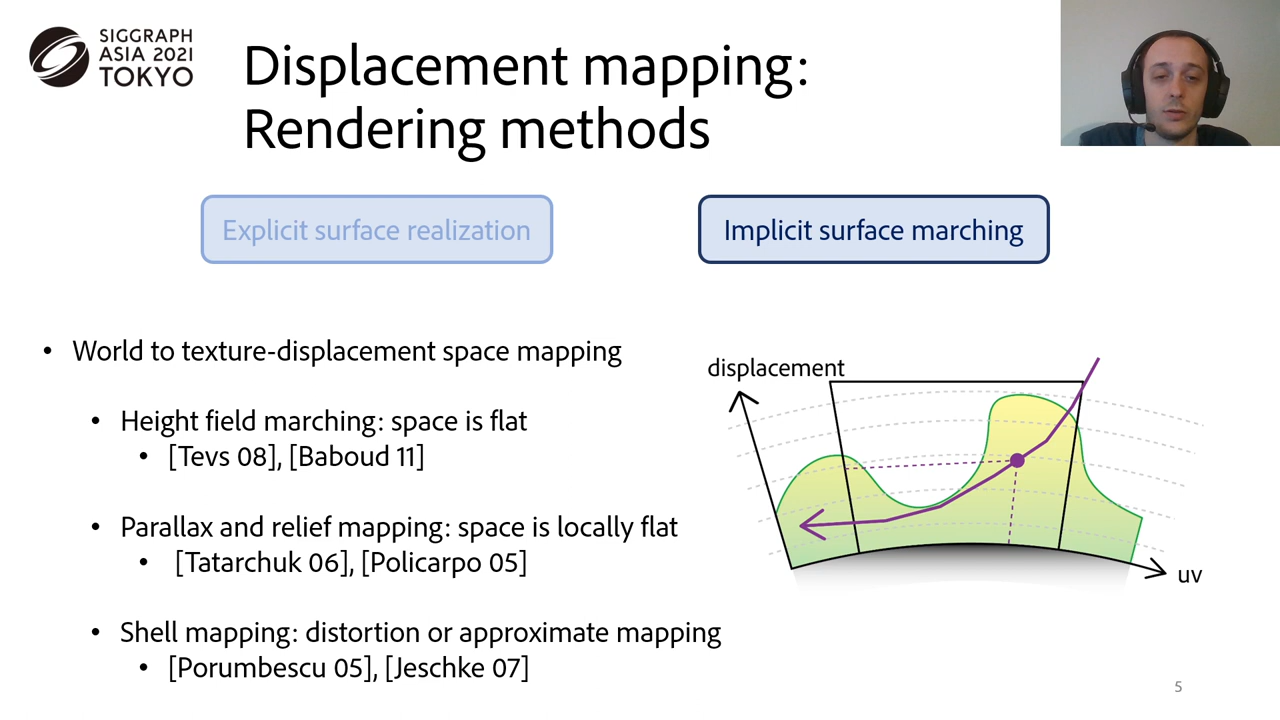 SIGGRAPH
ASIA 2021
TOKYO
Displacement mapping:
Rendering methods
Explicit surface realization
Implicit surface marching
• World to texture-displacement space mapping
• Height field marching: space is flat
• [Tevs 08], [Baboud 11]
• Parallax and relief mapping: space is locally flat
• [Tatarchuk 06], [Policarpo 05]
• Shell mapping: distortion or approximate mapping
• [Porumbescu 05], [Jeschke 07]
displacement
uv
5